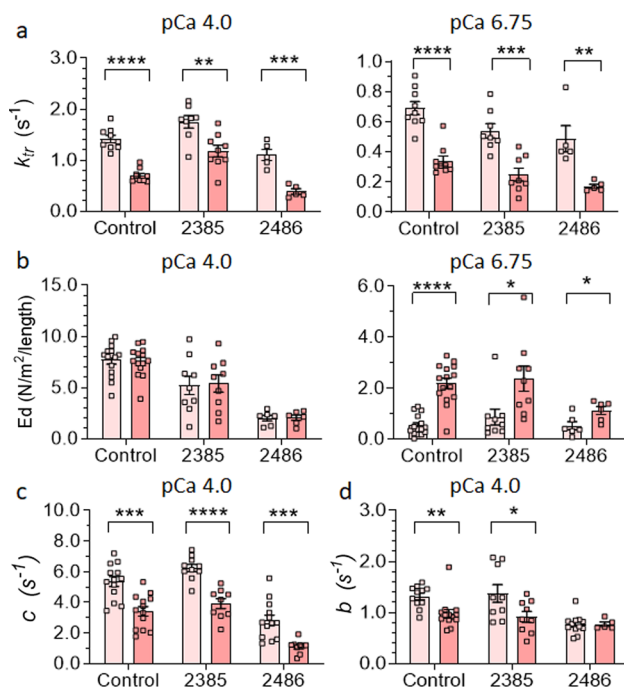 a
pCa 4.0
pCa 6.75
k_tr (s⁻¹)
3.0
2.0
1.0
0.0
**** ** ***
Control 2385 2486
1.0
0.8
0.6
0.4
0.2
0.0
**** *** **
Control 2385 2486
b
pCa 4.0
pCa 6.75
Ed (N/m²/length)
15.0
10.0
5.0
0.0
Control 2385 2486
6.0
4.0
2.0
0.0
**** * *
Control 2385 2486
c
pCa 4.0
c (s⁻¹)
8.0
6.0
4.0
2.0
0.0
*** **** ***
Control 2385 2486
d
pCa 4.0
b (s⁻¹)
3.0
2.0
1.0
0.0
** *
Control 2385 2486